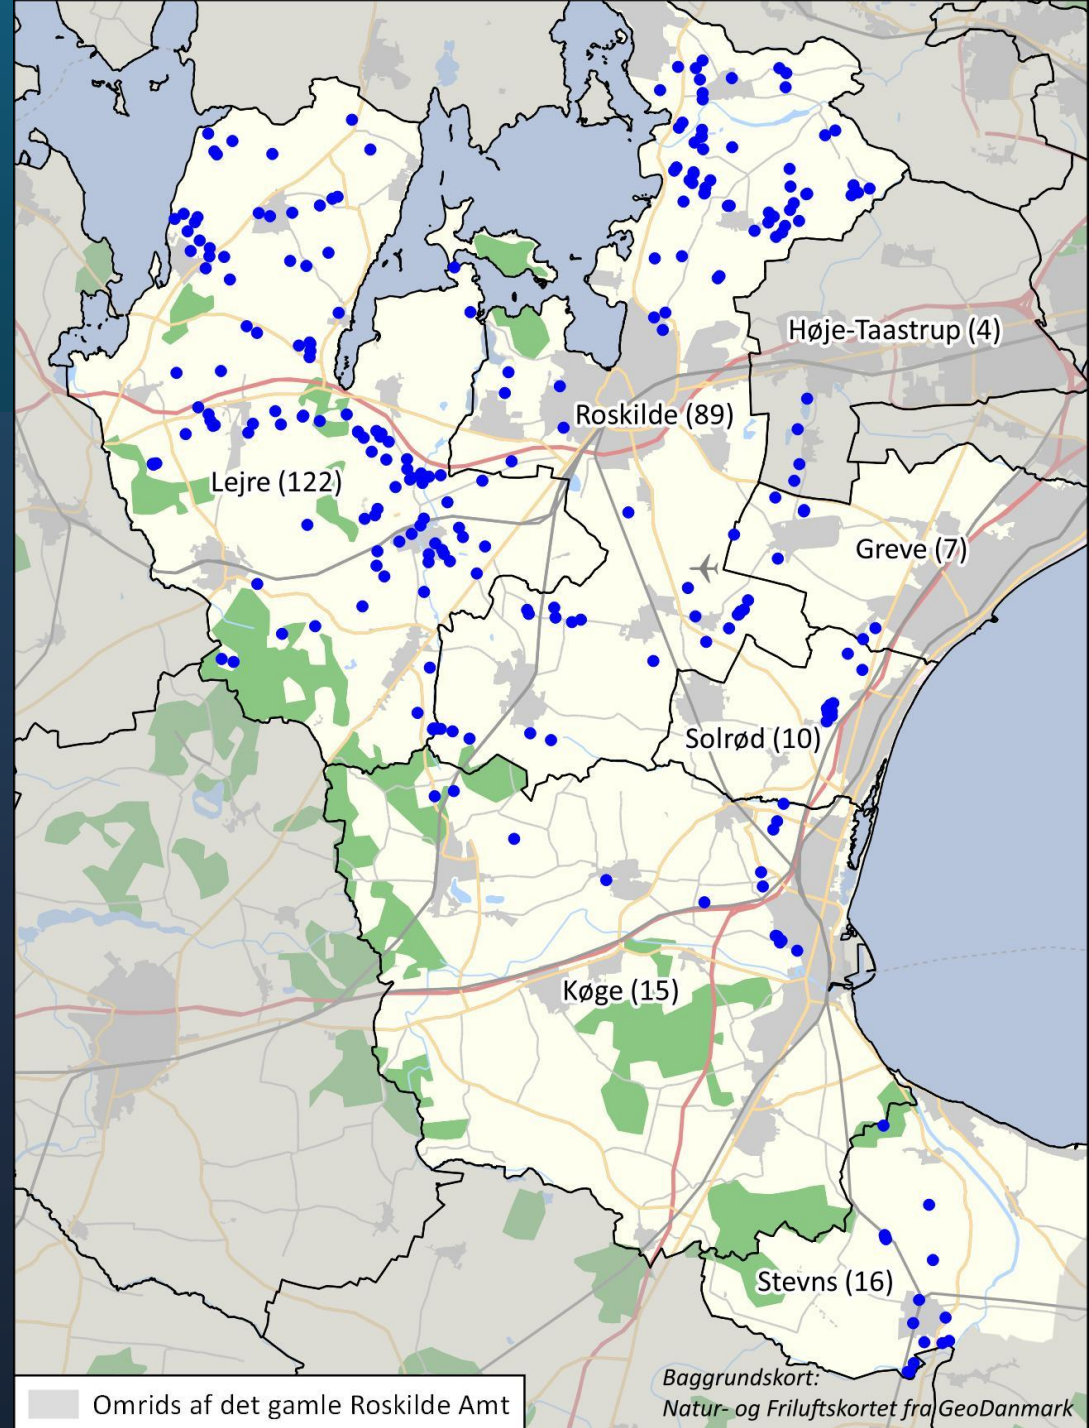 Høje-Taastrup (4)
Roskilde (89)
Lejre (122)
Greve (7)
Solrød (10)
Køge (15)
Stevns (16)
Baggrundskort:
Natur- og Friluftskortet fra GeoDanmark
Omrids af det gamle Roskilde Amt